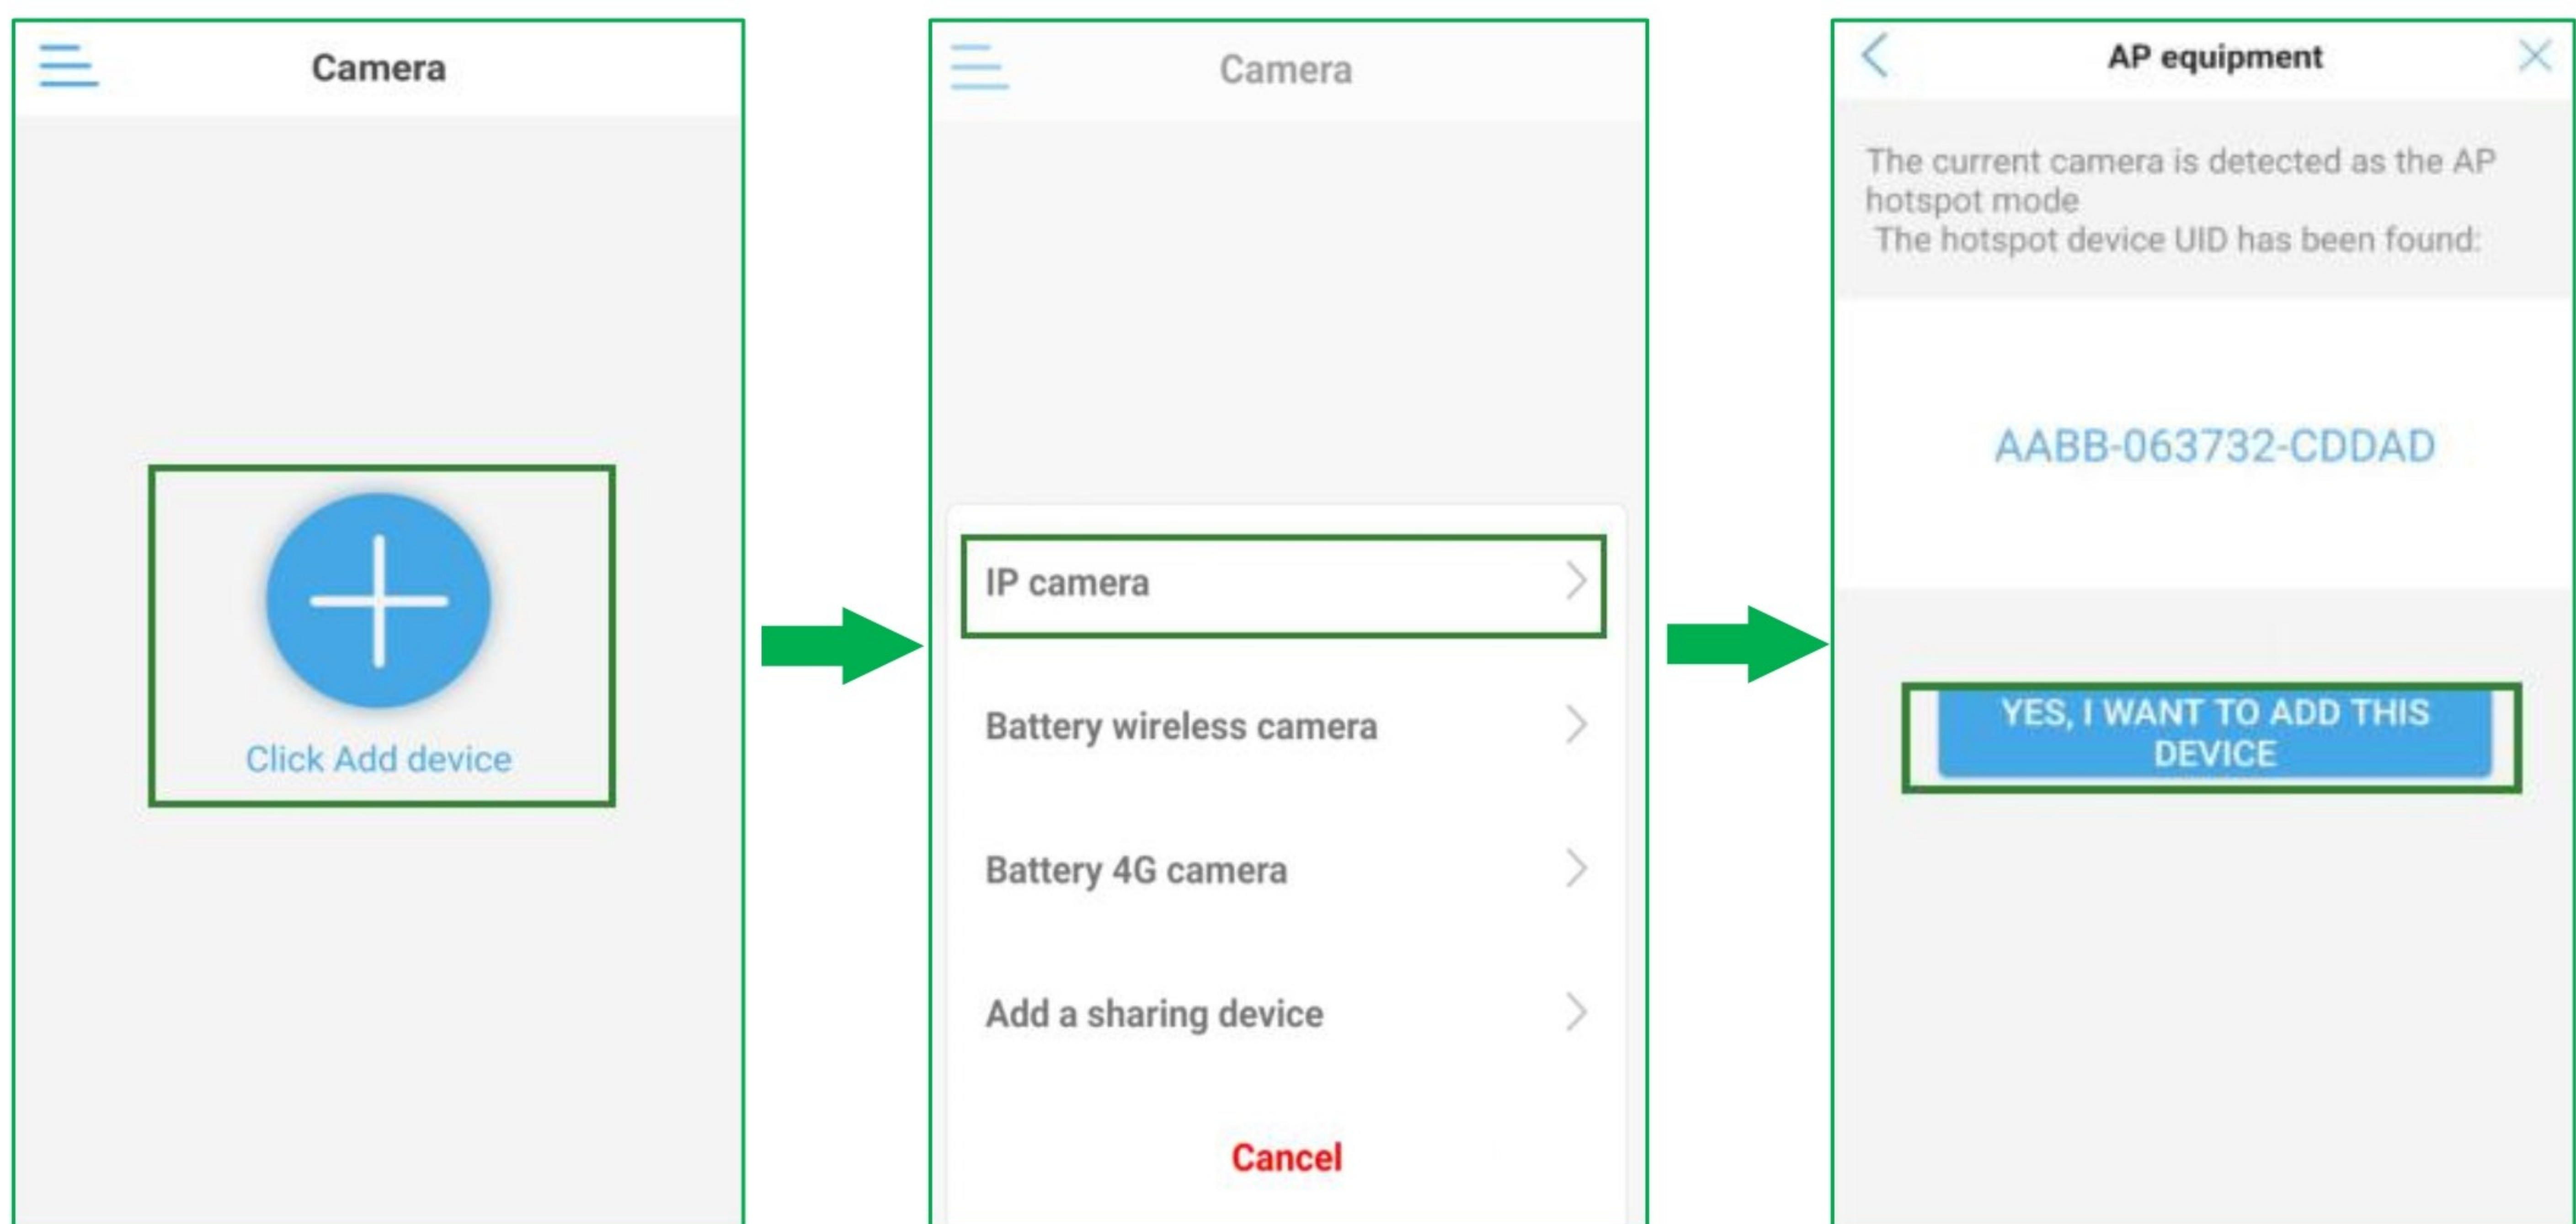 Camera
Click Add device
Camera
IP camera
Battery wireless camera
Battery 4G camera
Add a sharing device
Cancel
AP equipment
The current camera is detected as the AP
hotspot mode
The hotspot device UID has been found:
AABB-063732-CDDAD
YES, I WANT TO ADD THIS
DEVICE